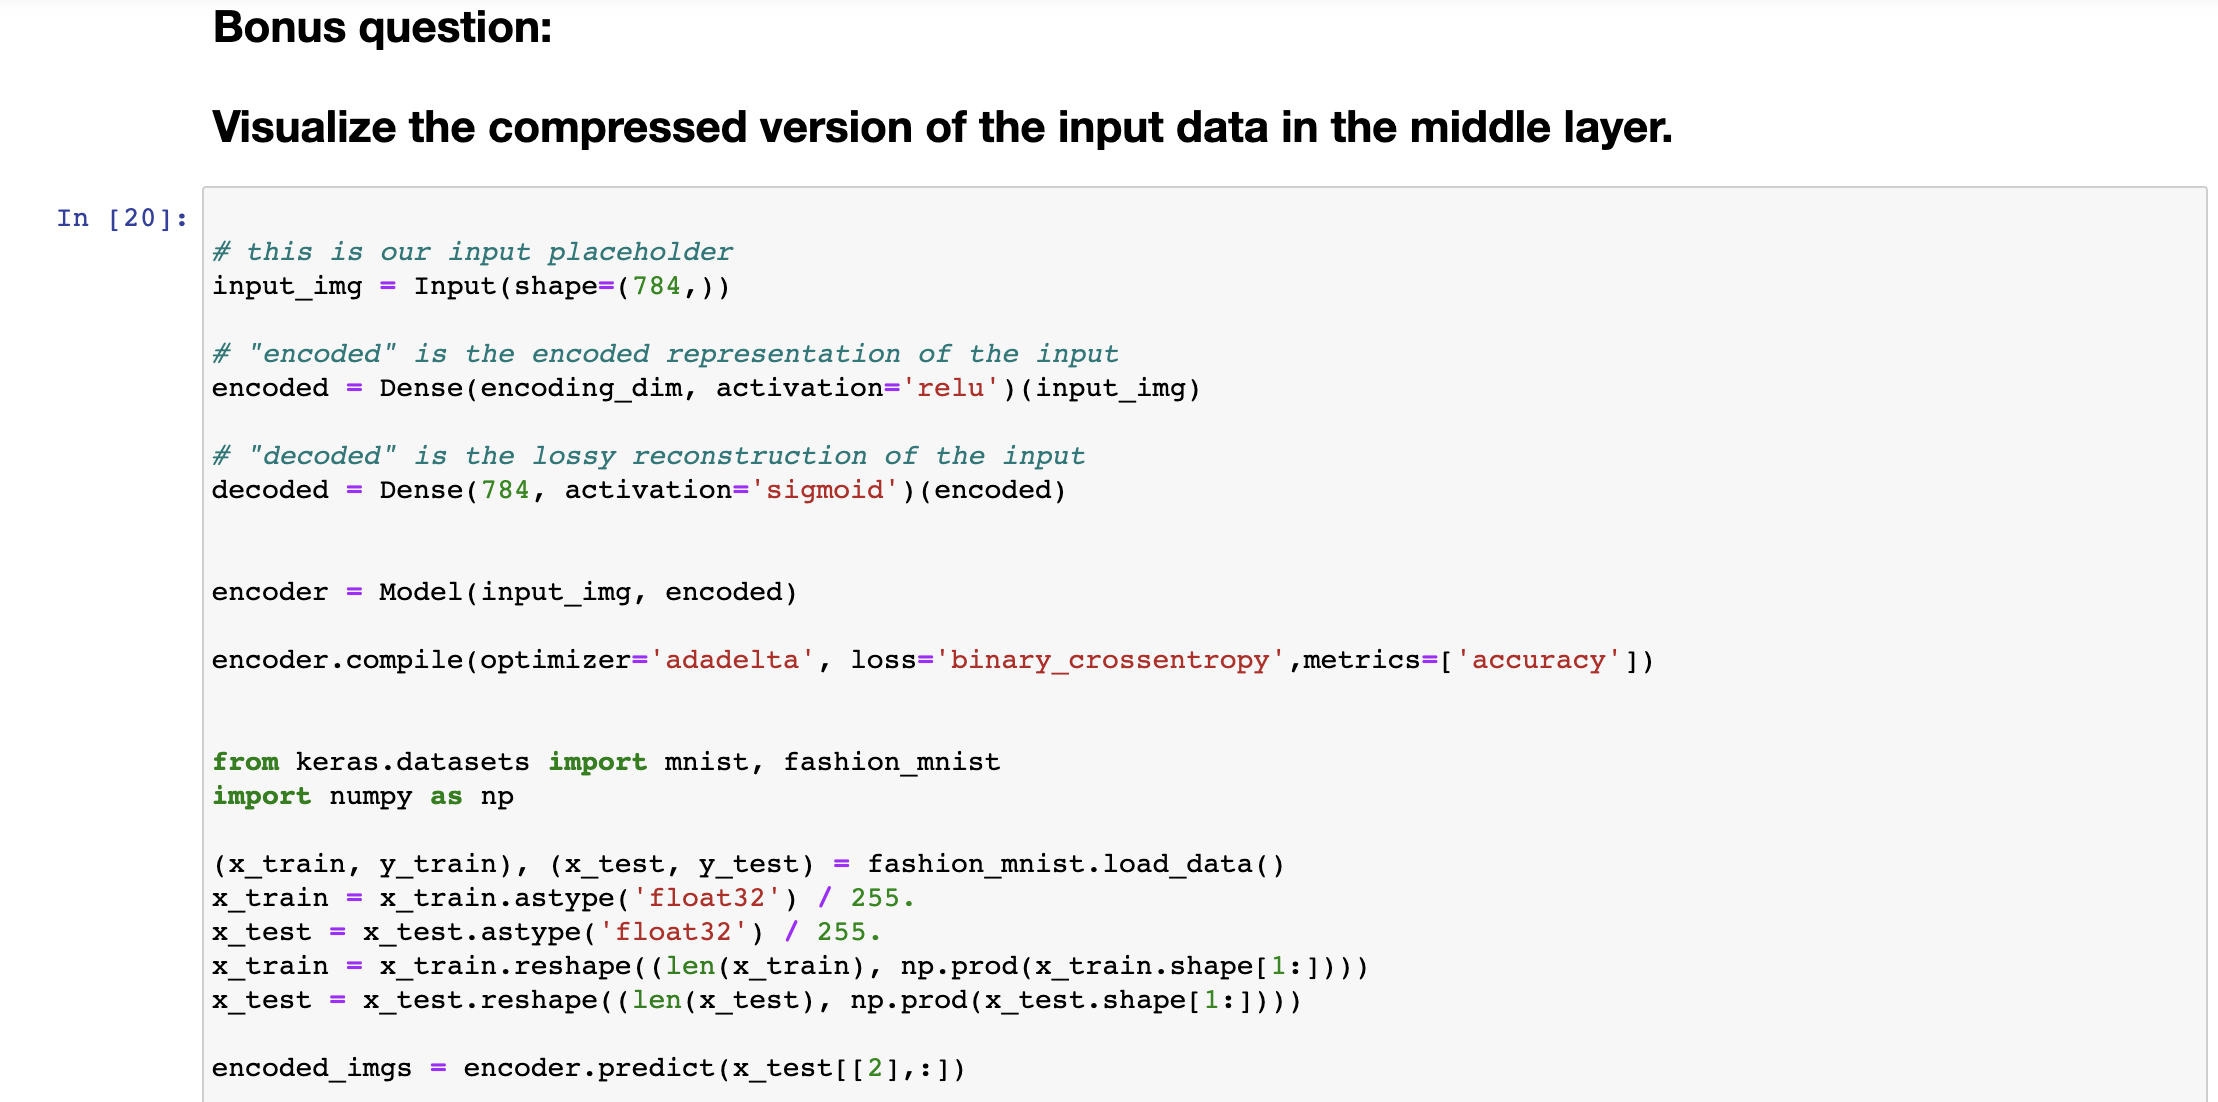 Bonus question:
Visualize the compressed version of the input data in the middle layer.
In [20]:
# this is our input placeholder
input_img = Input(shape=(784,))
# "encoded" is the encoded representation of the input
encoded = Dense(encoding_dim, activation='relu')(input_img)
# "decoded" is the lossy reconstruction of the input
decoded = Dense(784, activation='sigmoid')(encoded)
encoder = Model(input_img, encoded)
encoder.compile(optimizer='adadelta', loss='binary_crossentropy',metrics=['accuracy'])
from keras.datasets import mnist, fashion_mnist
import numpy as np
(x_train, y_train), (x_test, y_test) = fashion_mnist.load_data()
x_train = x_train.astype('float32') / 255.
x_test = x_test.astype('float32') / 255.
x_train = x_train.reshape((len(x_train), np.prod(x_train.shape[1:])))
x_test = x_test.reshape((len(x_test), np.prod(x_test.shape[1:])))
encoded_imgs = encoder.predict(x_test[[2],:])